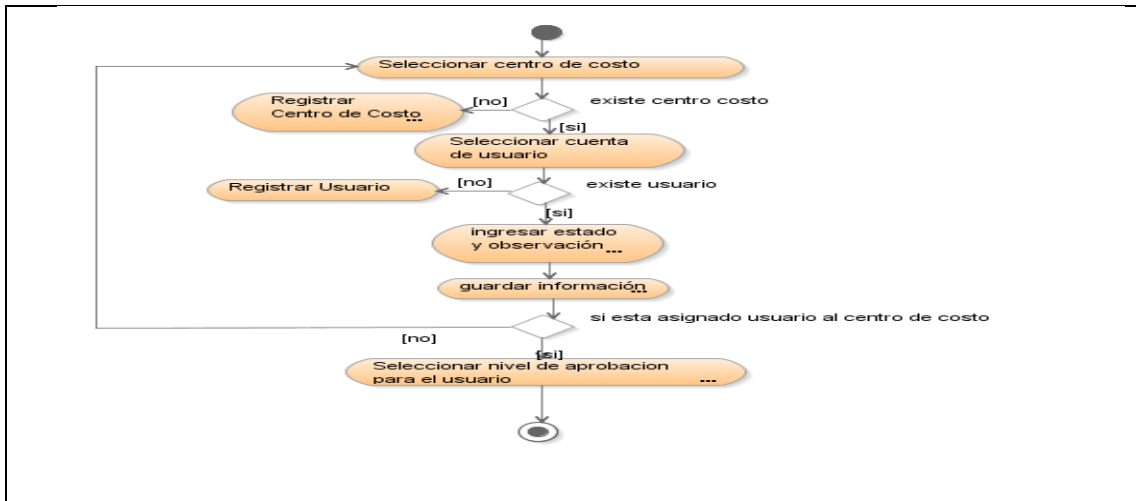 Seleccionar centro de costo
Registrar
Centro de Costo
...
[no]
existe centro costo
[si]
Seleccionar cuenta
de usuario
Registrar Usuario
[no]
existe usuario
[si]
ingresar estado
y observación
...
guardar información
...
si esta asignado usuario al centro de costo
[no]
[si]
Seleccionar nivel de aprobacion
para el usuario
...